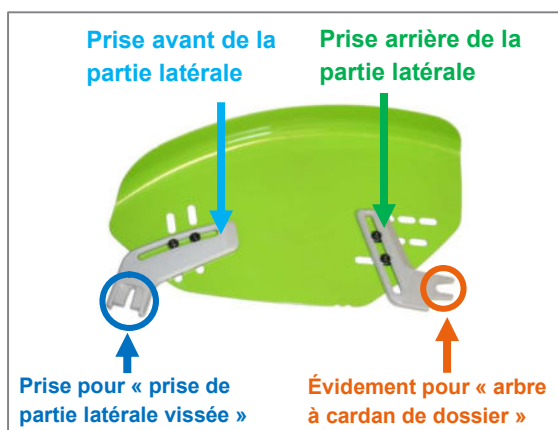 Prise avant de la
partie latérale
Prise arrière de la
partie latérale
Prise pour « prise de
partie latérale vissée »
Évidement pour « arbre
à cardan de dossier »